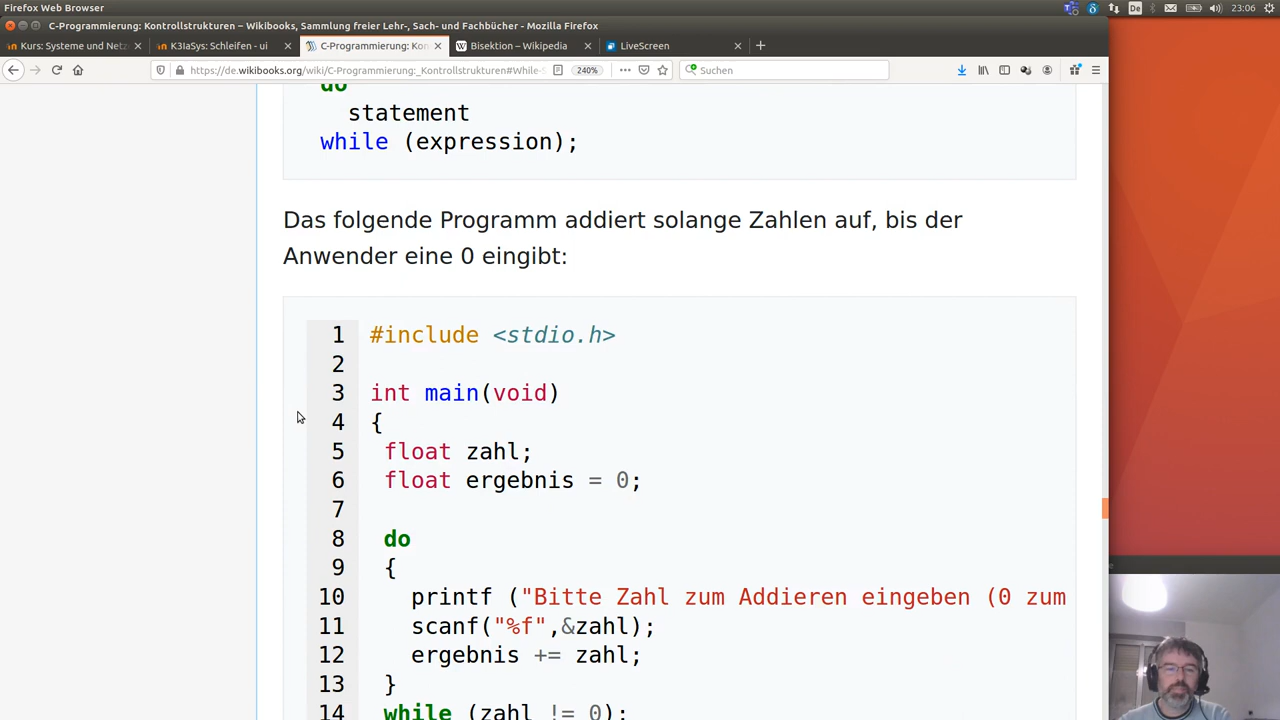 Firefox Web Browser
De
23:06
C-Programmierung: Kontrollstrukturen – Wikibooks, Sammlung freier Lehr-, Sach- und Fachbücher - Mozilla Firefox
Kurs: Systeme und Netz
K3IaSys: Schleifen - ui
C-Programmierung: Kon
Bisektion – Wikipedia
LiveScreen
https://de.wikibooks.org/wiki/C-Programmierung:_Kontrollstrukturen#While-S
240%
Suchen
do
statement
while (expression);
Das folgende Programm addiert solange Zahlen auf, bis der
Anwender eine 0 eingibt:
1 #include <stdio.h>
2
3 int main(void)
4 {
5 float zahl;
6 float ergebnis = 0;
7
8 do
9 {
10 printf ("Bitte Zahl zum Addieren eingeben (0 zum
11 scanf("%f",&zahl);
12 ergebnis += zahl;
13 }
14 while (zahl != 0);